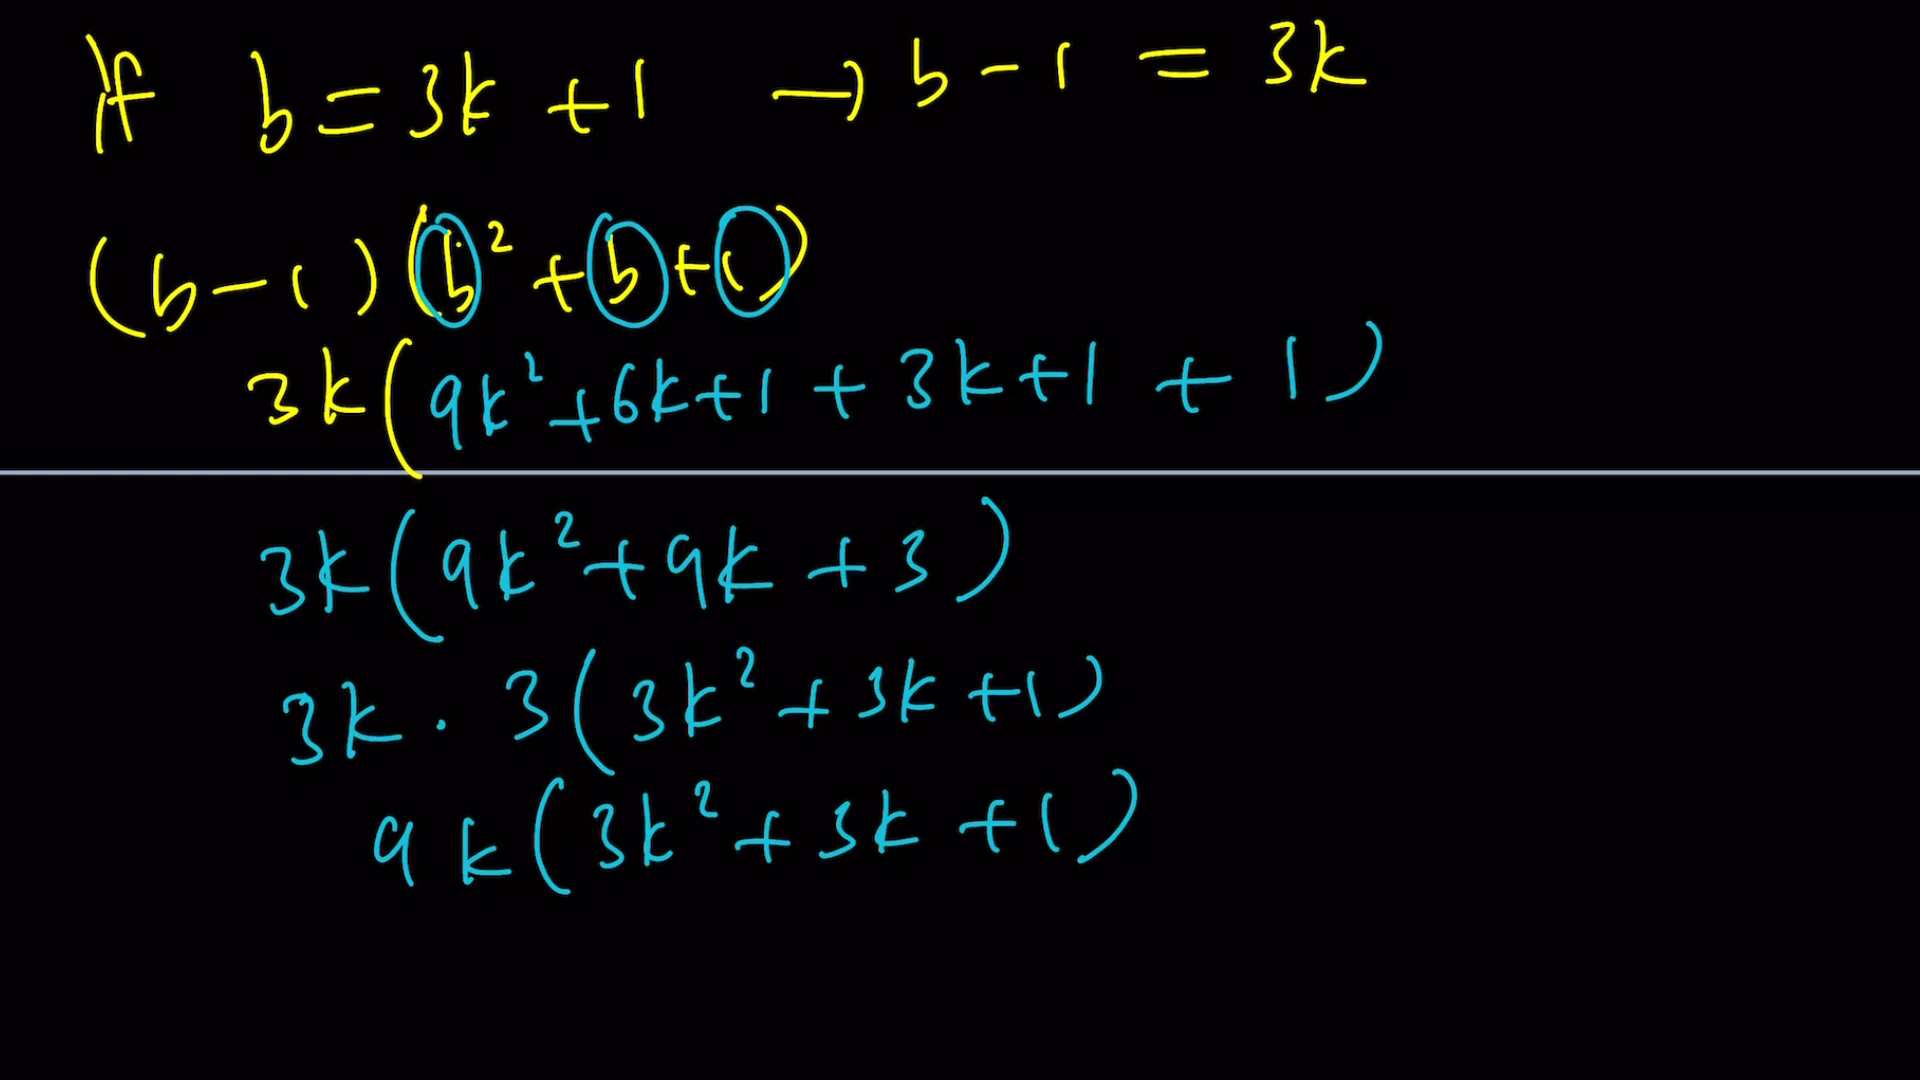 If b = 3k + 1 → b - 1 = 3k
(b - 1)(b² + b + 1)
3k(9k² + 6k + 1 + 3k + 1 + 1)
3k(9k² + 9k + 3)
3k · 3(3k² + 3k + 1)
9k(3k² + 3k + 1)